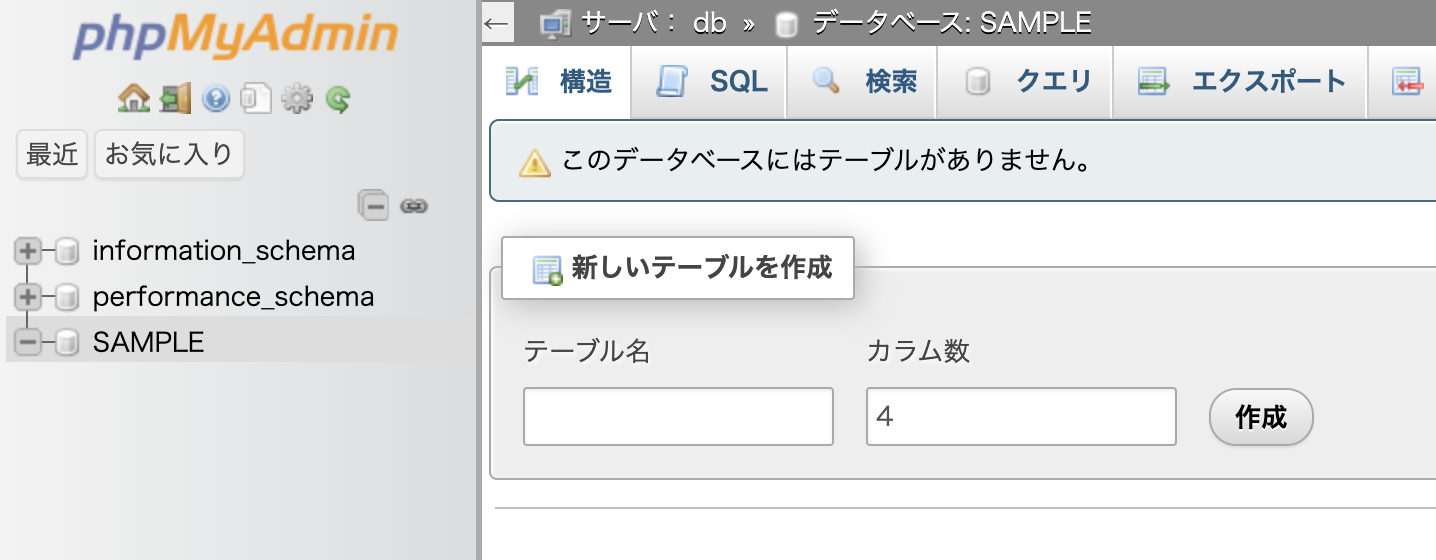 phpMyAdmin
最近 お気に入り
information_schema
performance_schema
SAMPLE
← サーバ： db » データベース: SAMPLE
構造 SQL 検索 クエリ エクスポート
このデータベースにはテーブルがありません。
新しいテーブルを作成
テーブル名 カラム数
4 作成